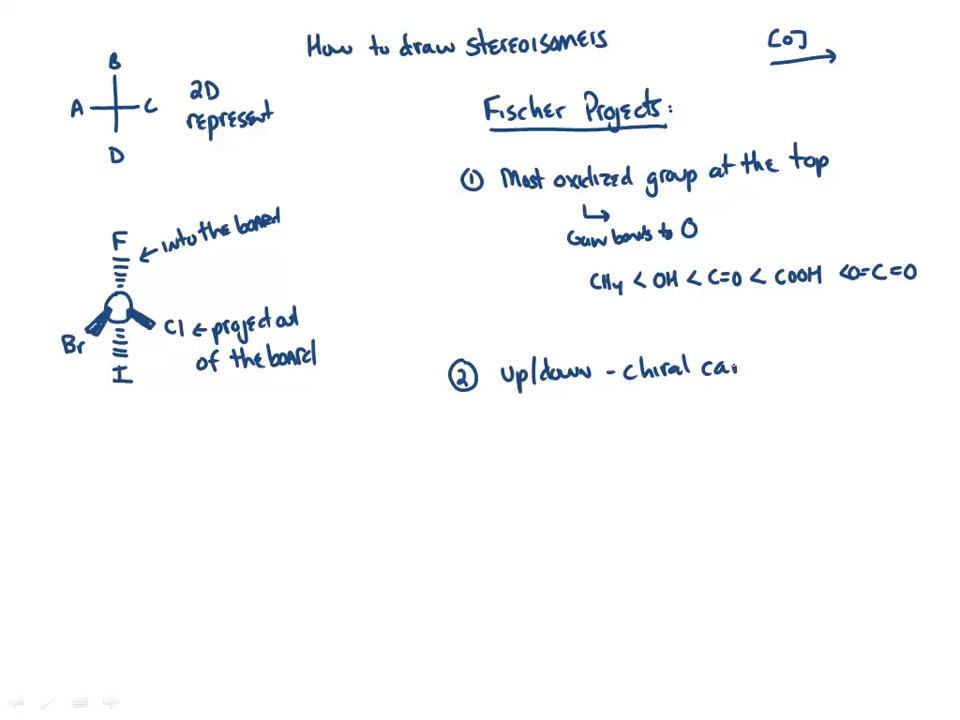 How to draw stereoisomers
[O]
B
A C
D
2D
represent
Fischer Projects:
① Most oxidized group at the top
Gain bonds to O
CH4 < OH < C=O < COOH < O=C=O
F
← into the board
Br
Cl ← project out
of the board
I
② up/down - chiral ca